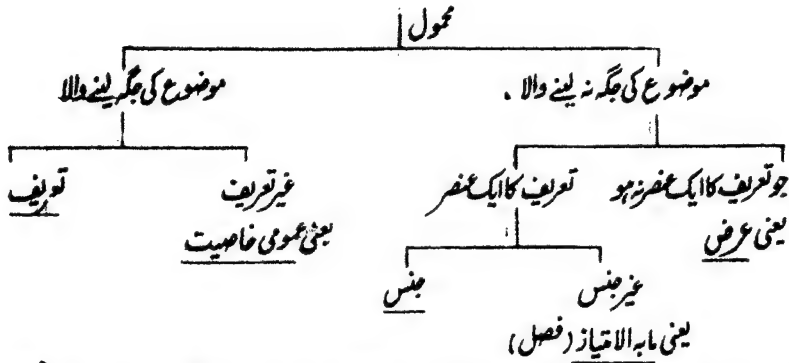 محمول
موضوع کی جگہ نہ لینے والا .
موضوع کی جگہ لینے والا
جو تعریف کا ایک عنصر نہ ہو
یعنی عرض
تعریف کا ایک عنصر
غیر تعریف
یعنی عمومی خاصیت
تعریف
غیر جنس
یعنی مابہ الامتیاز (فصل)
جنس